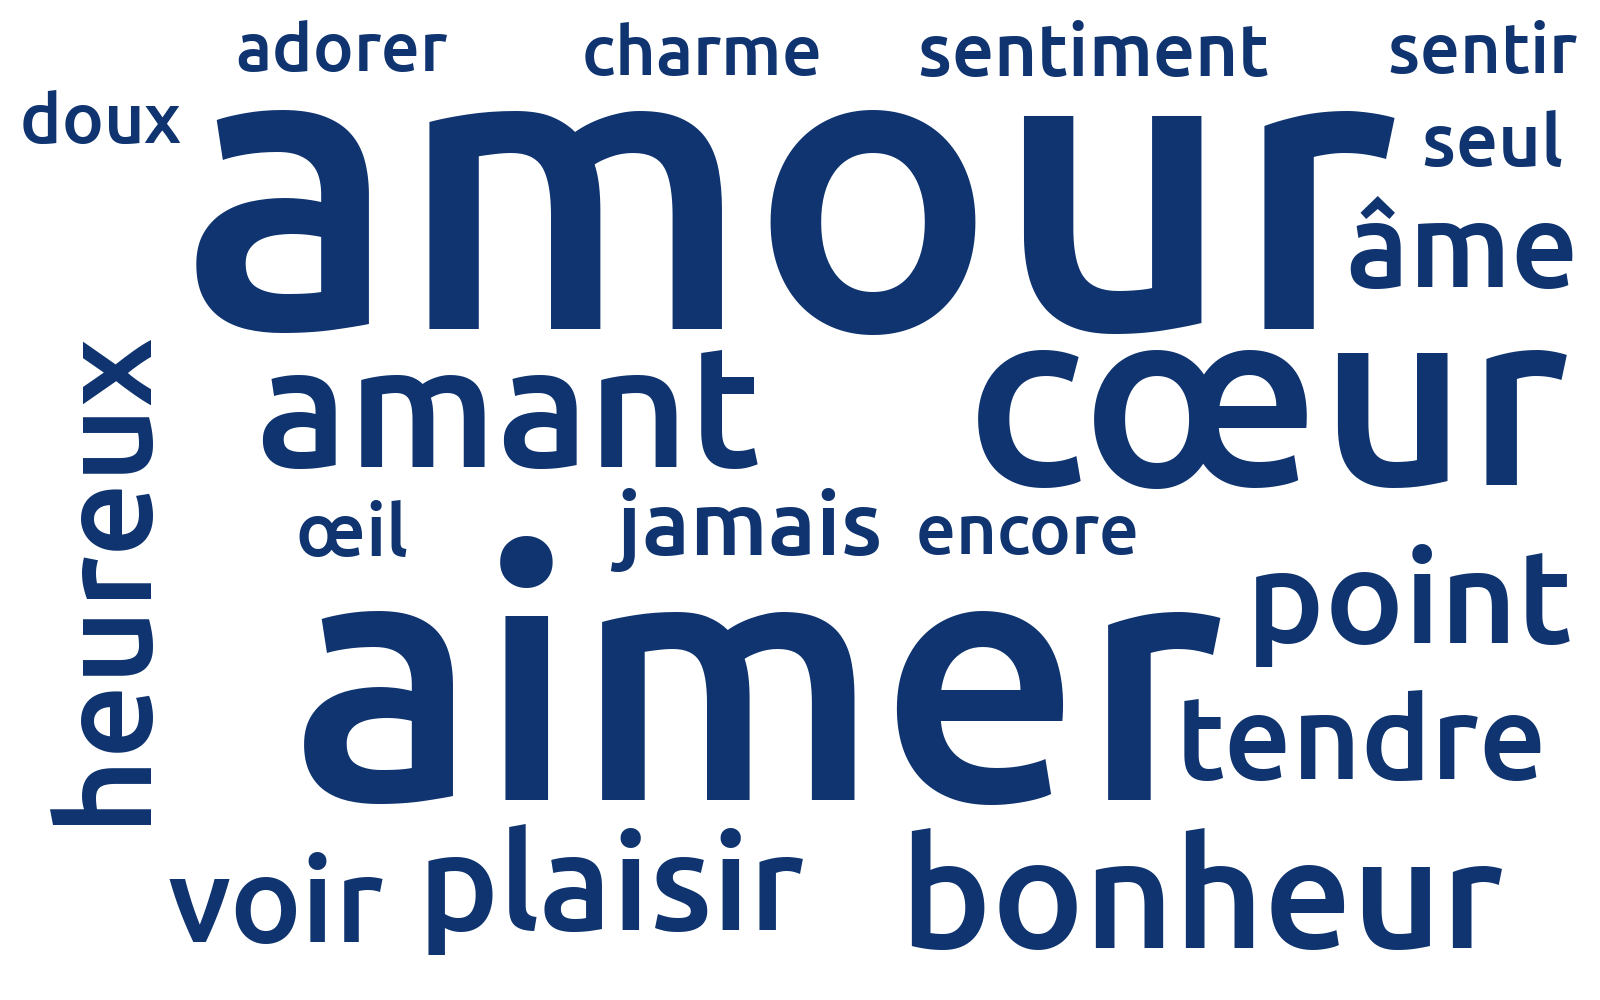 adorer charme sentiment sentir
doux
amour
seul
âme
heureux
amant cœur
œil jamais encore
aimer
point
tendre
voir plaisir bonheur